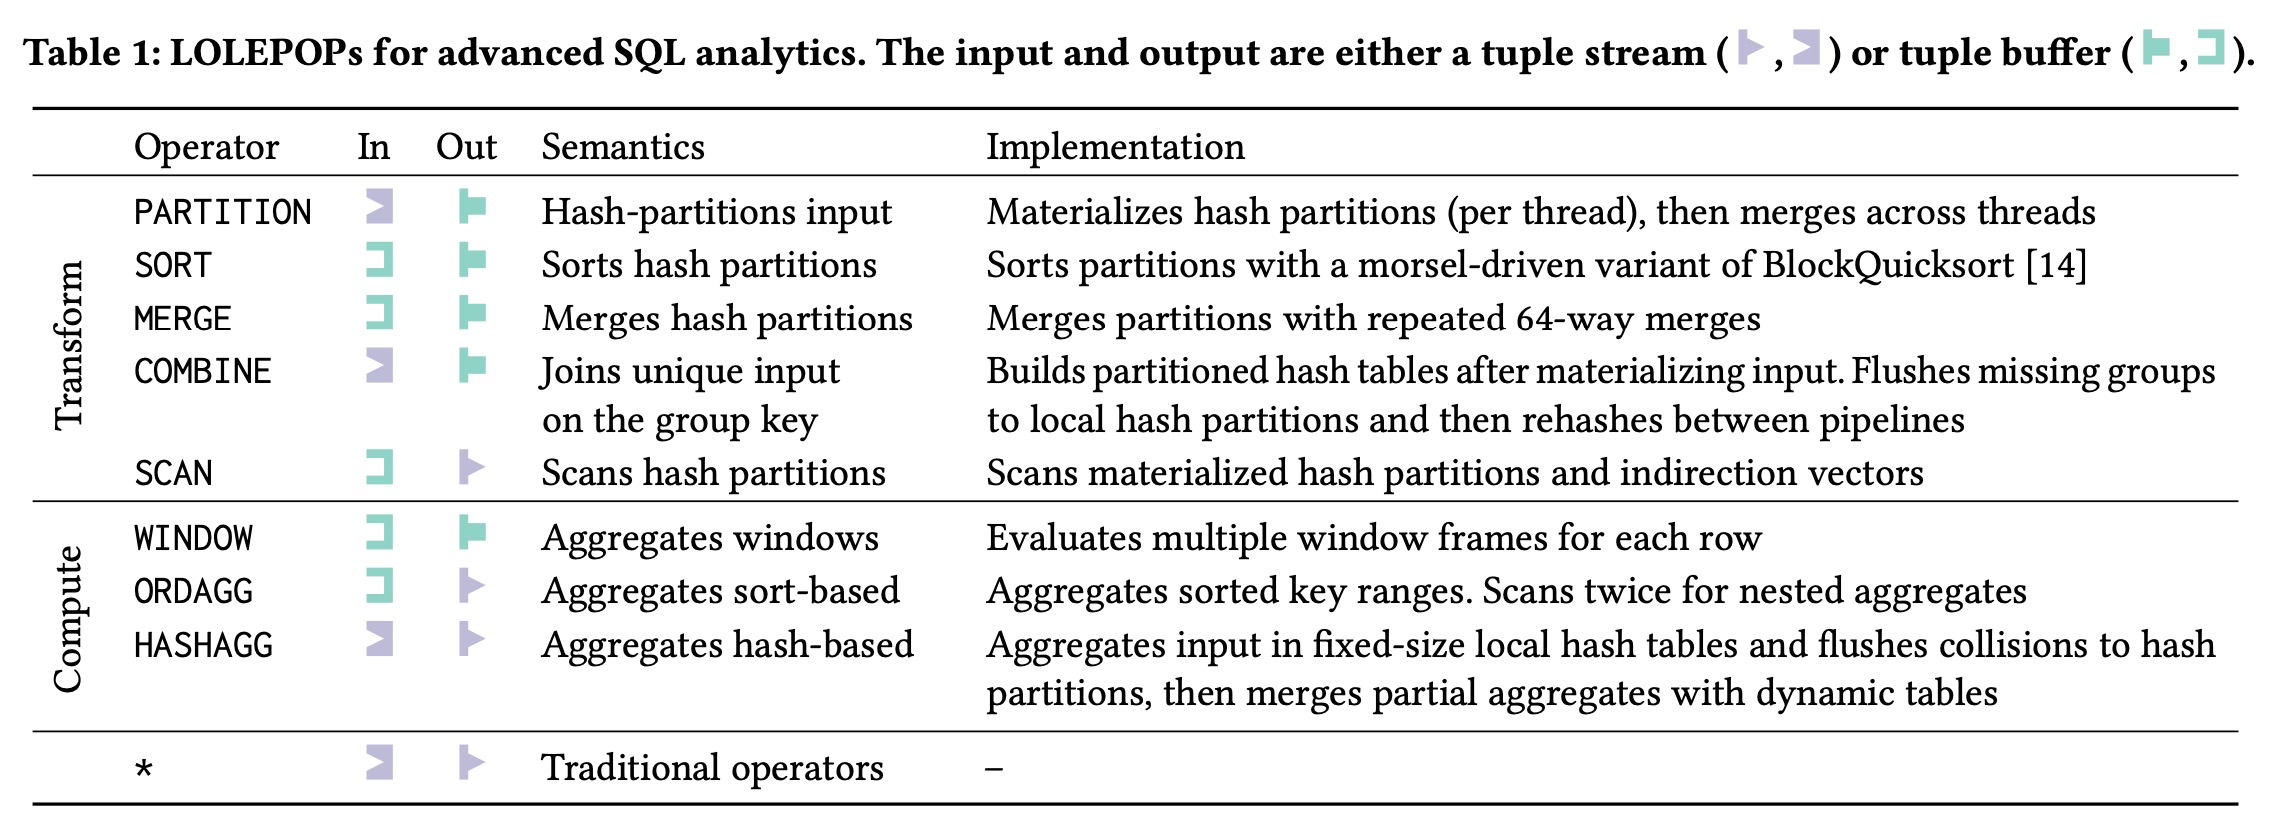 Table 1: LOLEPOPs for advanced SQL analytics. The input and output are either a tuple stream ( , ) or tuple buffer ( , ).
Operator In Out Semantics Implementation
Transform
PARTITION Hash-partitions input Materializes hash partitions (per thread), then merges across threads
SORT Sorts hash partitions Sorts partitions with a morsel-driven variant of BlockQuicksort [14]
MERGE Merges hash partitions Merges partitions with repeated 64-way merges
COMBINE Joins unique input Builds partitioned hash tables after materializing input. Flushes missing groups
on the group key to local hash partitions and then rehashes between pipelines
SCAN Scans hash partitions Scans materialized hash partitions and indirection vectors
Compute
WINDOW Aggregates windows Evaluates multiple window frames for each row
ORDAGG Aggregates sort-based Aggregates sorted key ranges. Scans twice for nested aggregates
HASHAGG Aggregates hash-based Aggregates input in fixed-size local hash tables and flushes collisions to hash
partitions, then merges partial aggregates with dynamic tables
* Traditional operators –